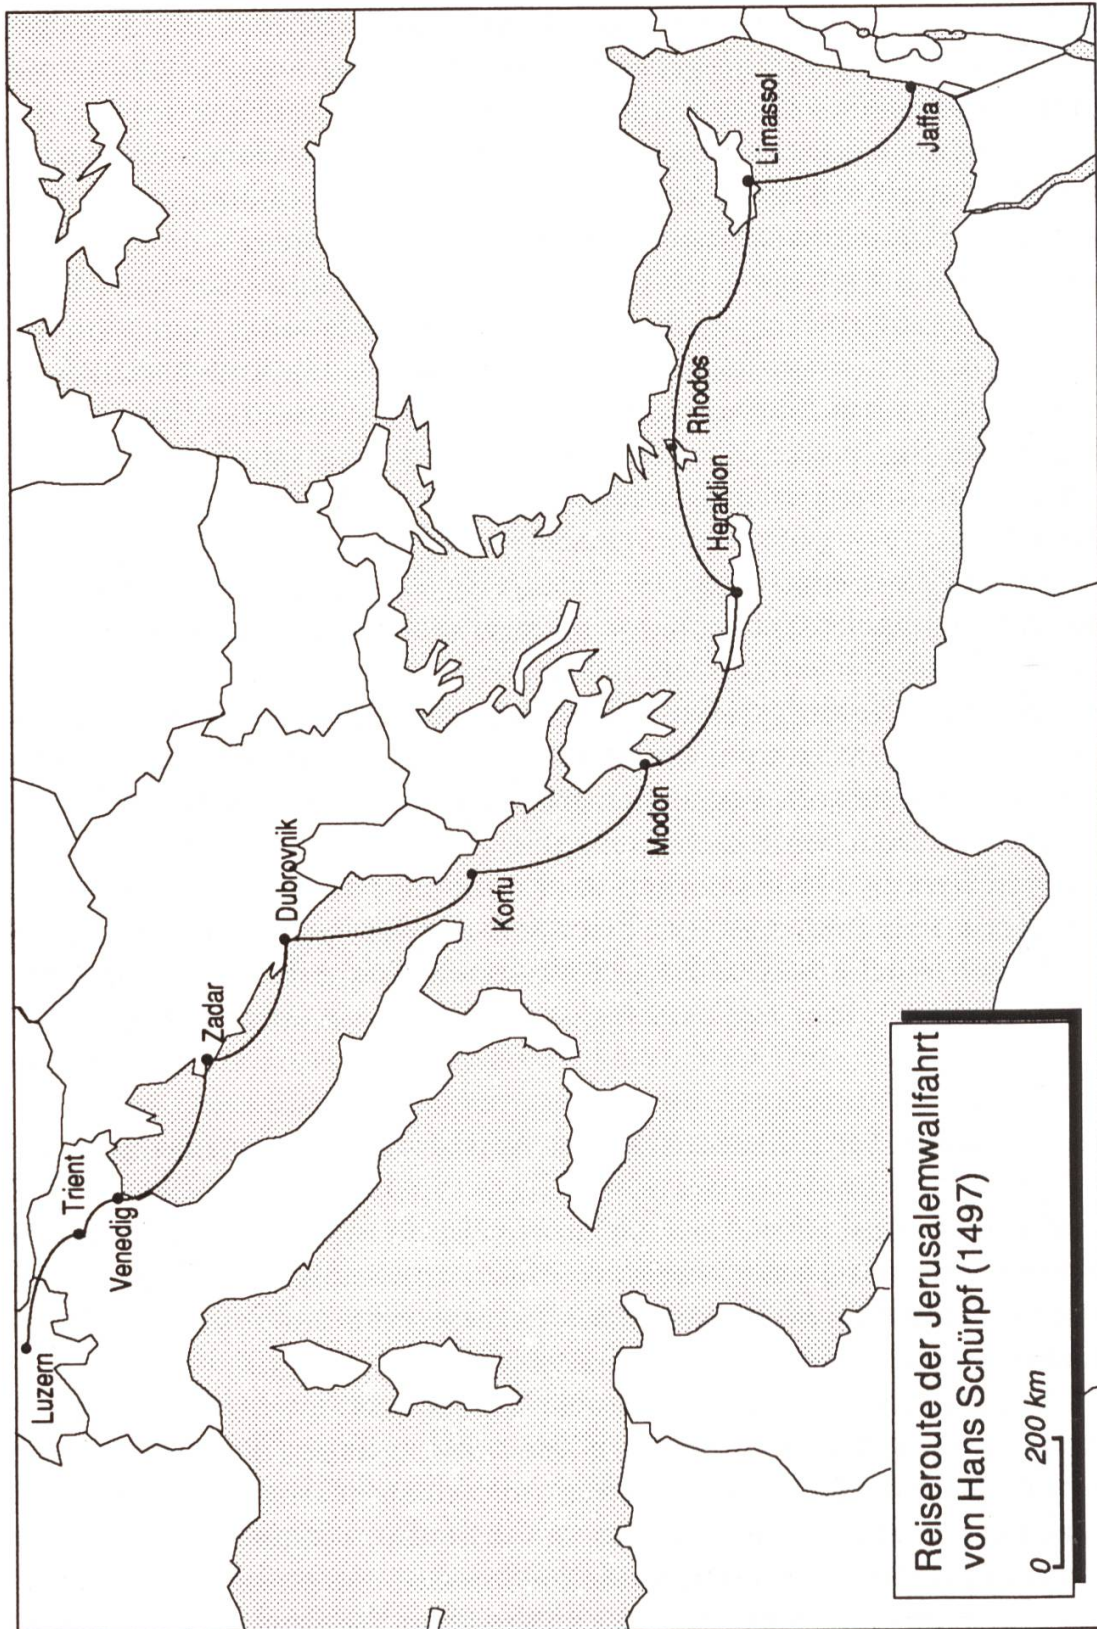 Luzern
Trient
Venedig
Zadar
Dubrovnik
Korfu
Modon
Heraklion
Rhodos
Limassol
Jaffa
Reiseroute der Jerusalemwallfahrt
von Hans Schürpf (1497)
0 200 km